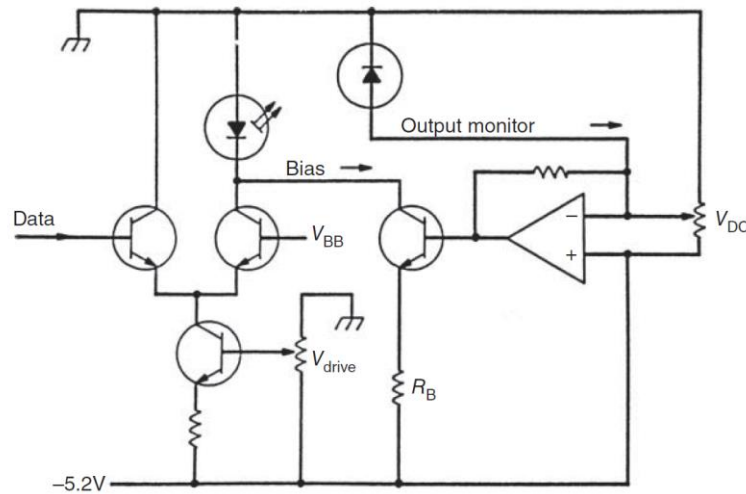 Output monitor
Bias
Data
V_BB
−
+
V_DC
V_drive
R_B
−5.2V